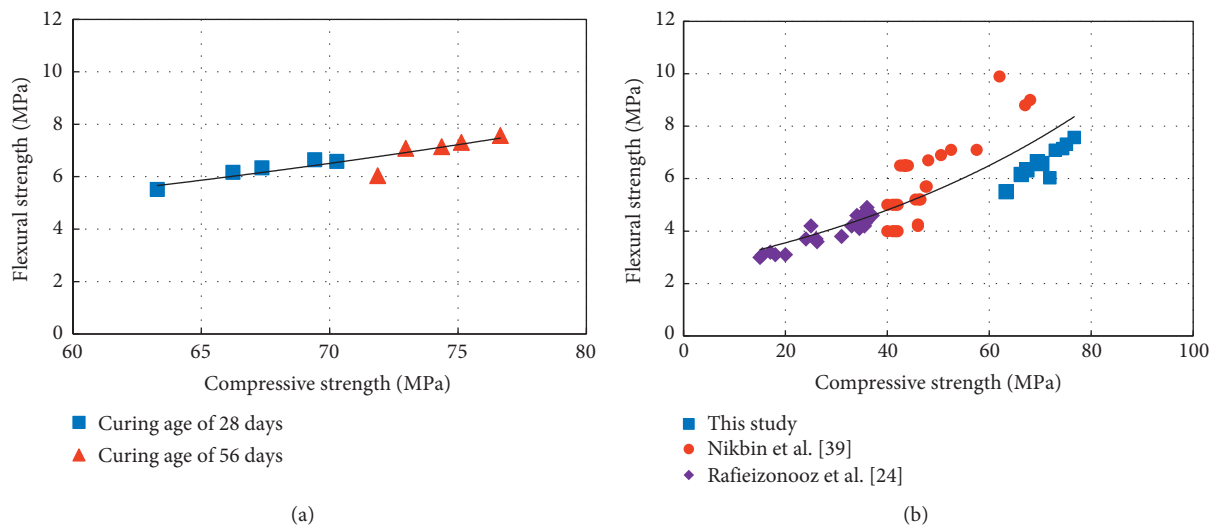 12
10
8
6
4
2
0
Flexural strength (MPa)
60 65 70 75 80
Compressive strength (MPa)
Curing age of 28 days
Curing age of 56 days
(a)
12
10
8
6
4
2
0
Flexural strength (MPa)
0 20 40 60 80 100
Compressive strength (MPa)
This study
Nikbin et al. [39]
Rafieizonooz et al. [24]
(b)